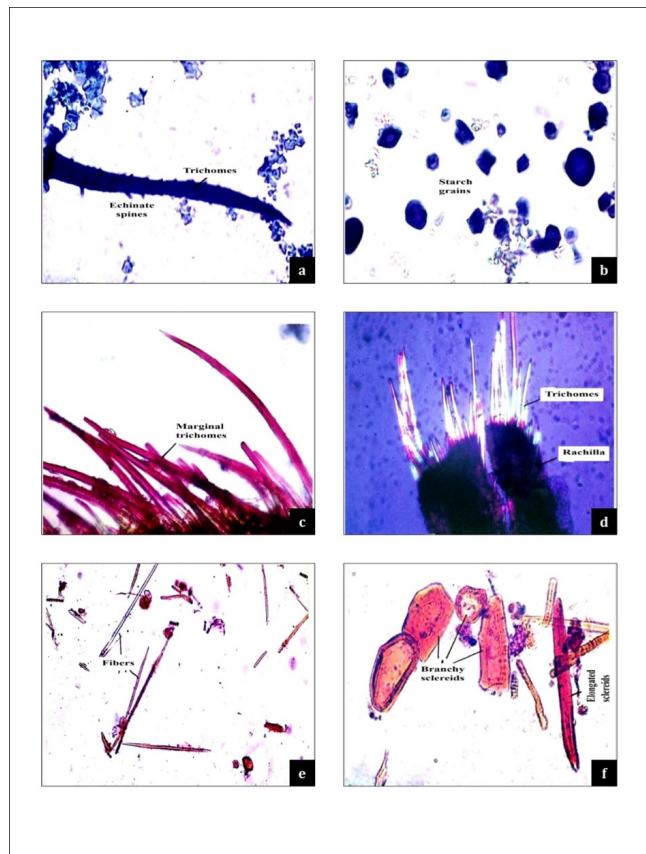 Trichomes
Echinate
spines
a
Starch
grains
b
Marginal
trichomes
c
Trichomes
Rachilla
d
Fibers
e
Branchy
sclereids
Elongated
sclereids
f